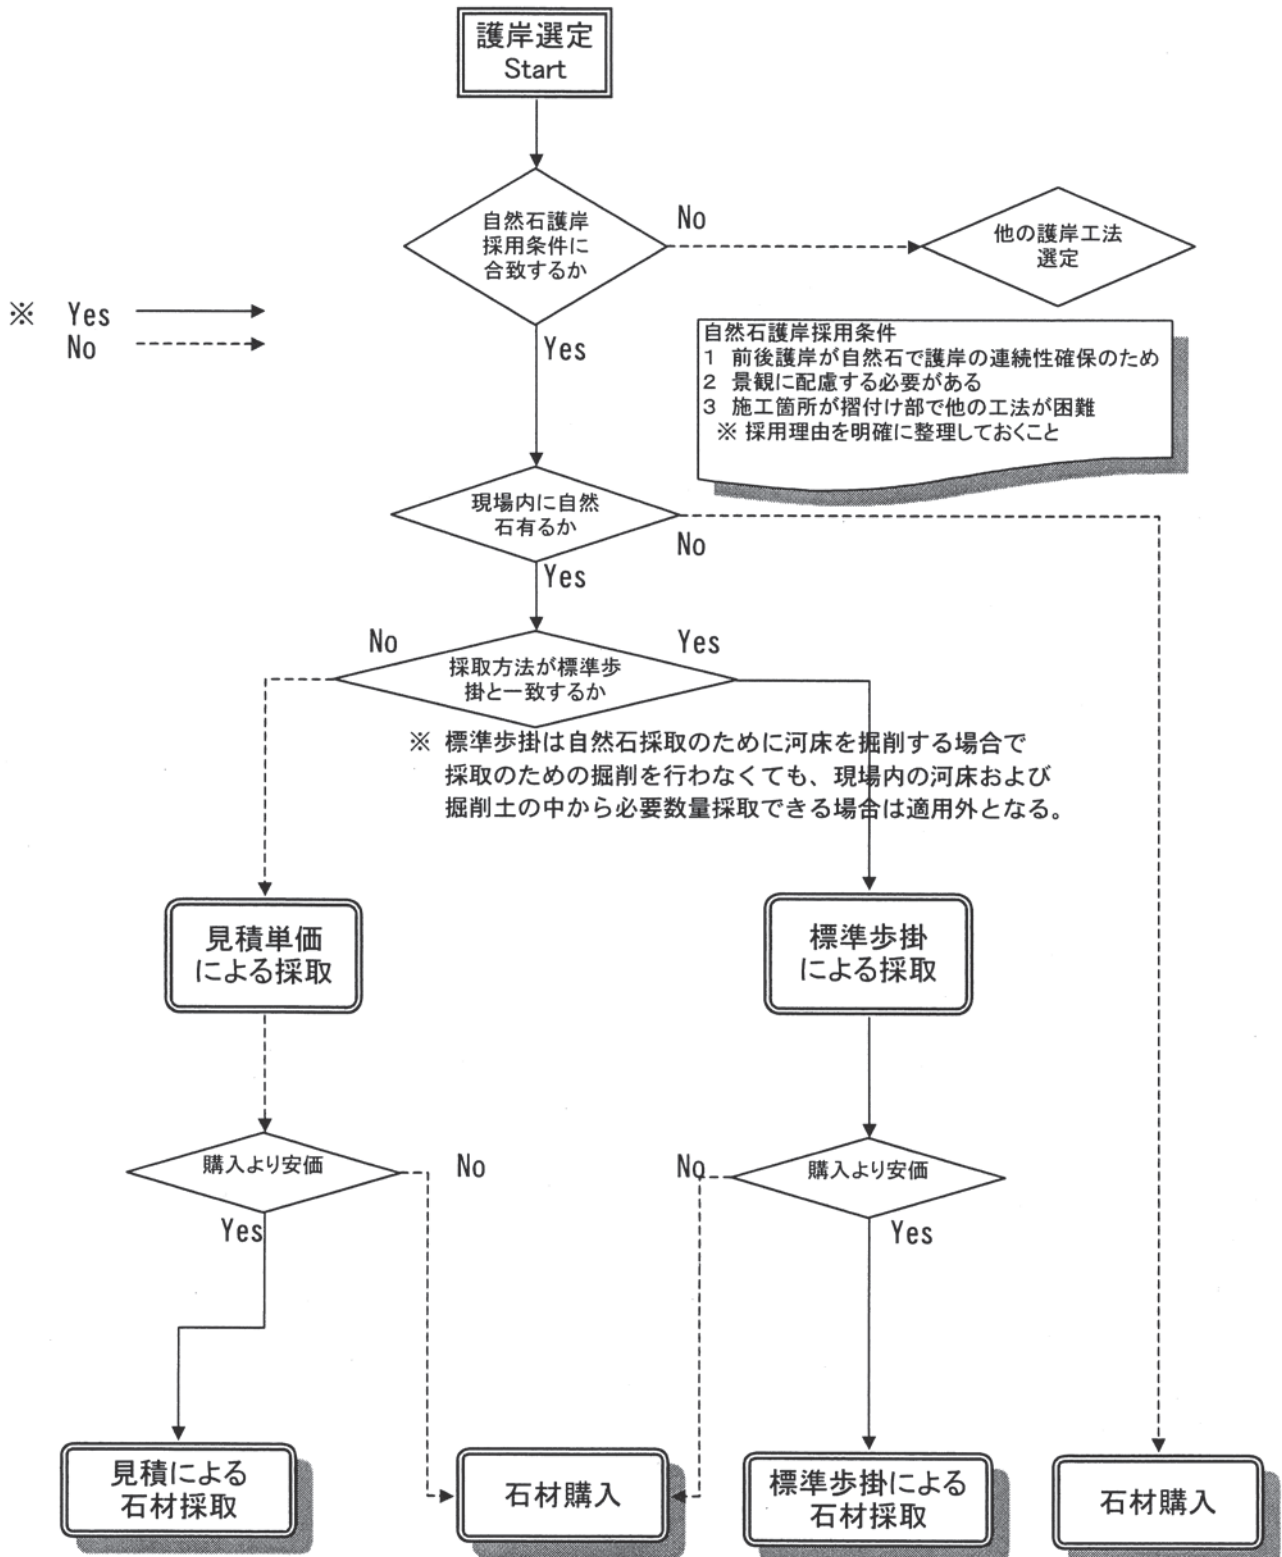 護岸選定
Start
自然石護岸
採用条件に
合致するか
No
他の護岸工法
選定
※ Yes
No
Yes
自然石護岸採用条件
1 前後護岸が自然石で護岸の連続性確保のため
2 景観に配慮する必要がある
3 施工箇所が摺付け部で他の工法が困難
※ 採用理由を明確に整理しておくこと
現場内に自然
石有るか
No
Yes
No
Yes
採取方法が標準歩
掛と一致するか
※ 標準歩掛は自然石採取のために河床を掘削する場合で
採取のための掘削を行わなくても、現場内の河床および
掘削土の中から必要数量採取できる場合は適用外となる。
見積単価
による採取
標準歩掛
による採取
購入より安価
No
No
購入より安価
Yes
Yes
見積による
石材採取
石材購入
標準歩掛による
石材採取
石材購入